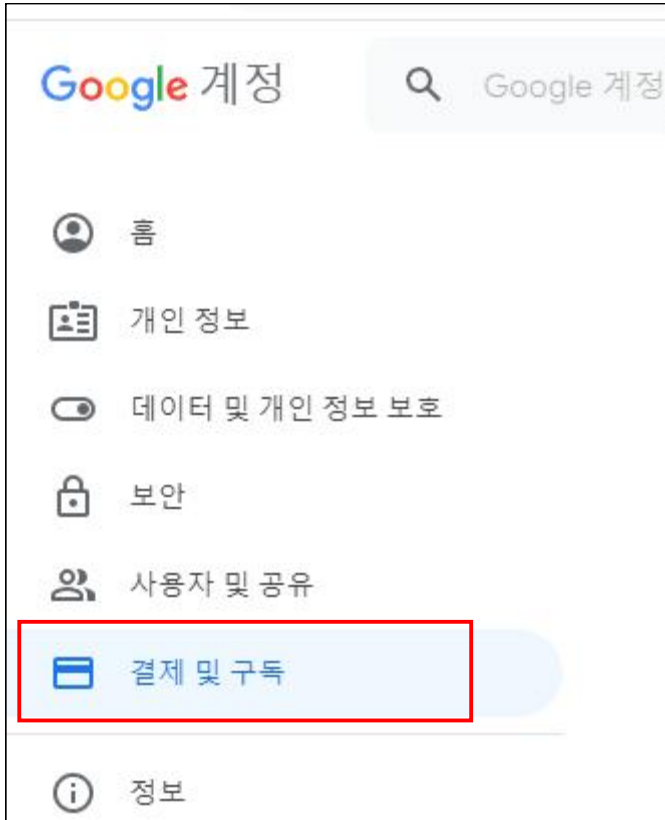 Google 계정
Google 계정
홈
개인 정보
데이터 및 개인 정보 보호
보안
사용자 및 공유
결제 및 구독
정보